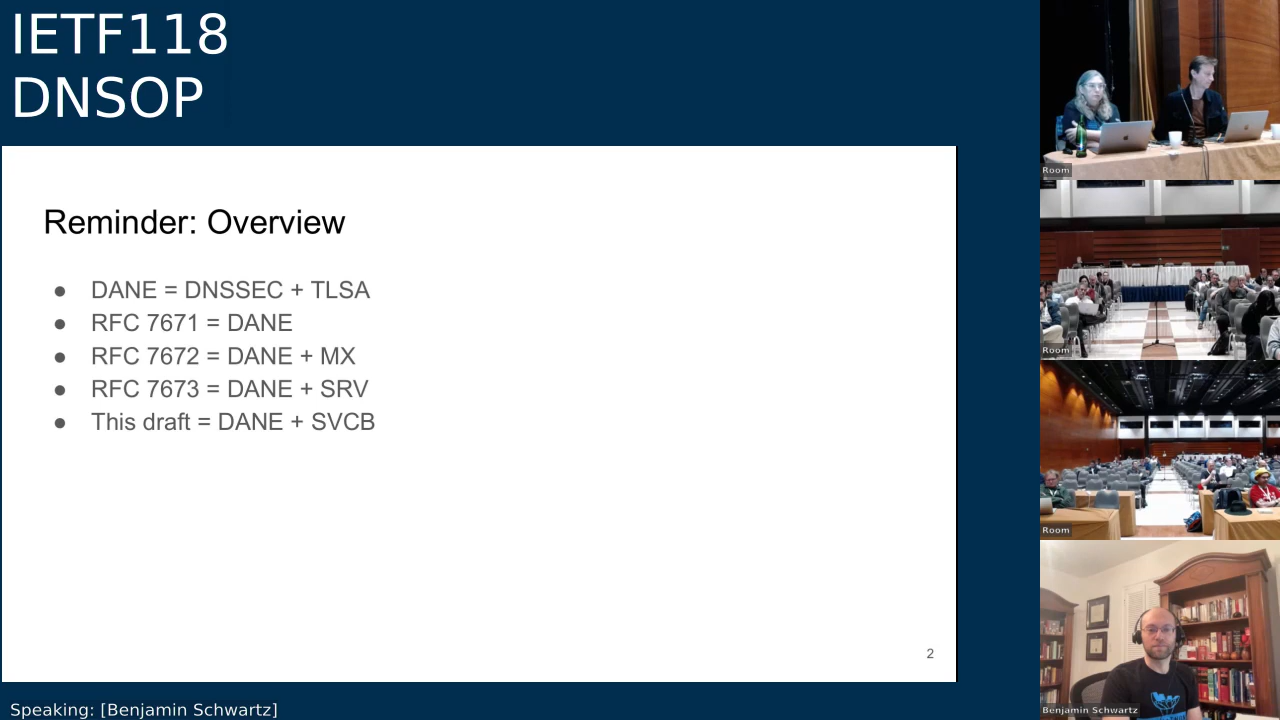 IETF118
DNSOP
Reminder: Overview
● DANE = DNSSEC + TLSA
● RFC 7671 = DANE
● RFC 7672 = DANE + MX
● RFC 7673 = DANE + SRV
● This draft = DANE + SVCB
2
Speaking: [Benjamin Schwartz]
Room
Room
Room
Benjamin Schwartz